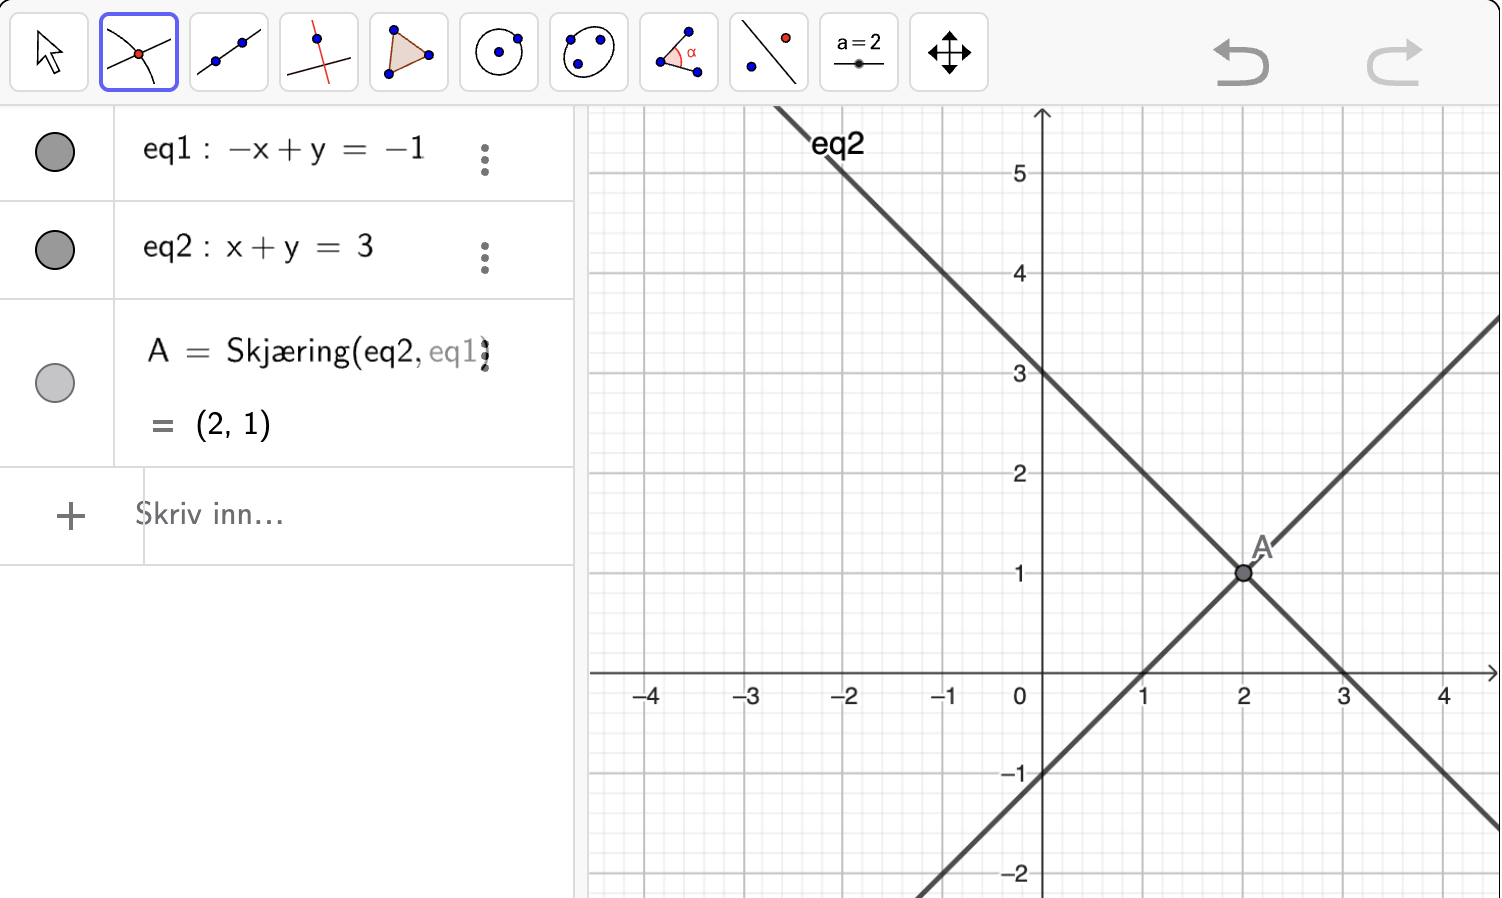 α
a=2
eq1 : −x + y = −1
eq2 : x + y = 3
A = Skjæring(eq2, eq1)
= (2, 1)
+ Skriv inn…
eq2
5
4
3
2
A
1
−4 −3 −2 −1 0 1 2 3 4
−1
−2